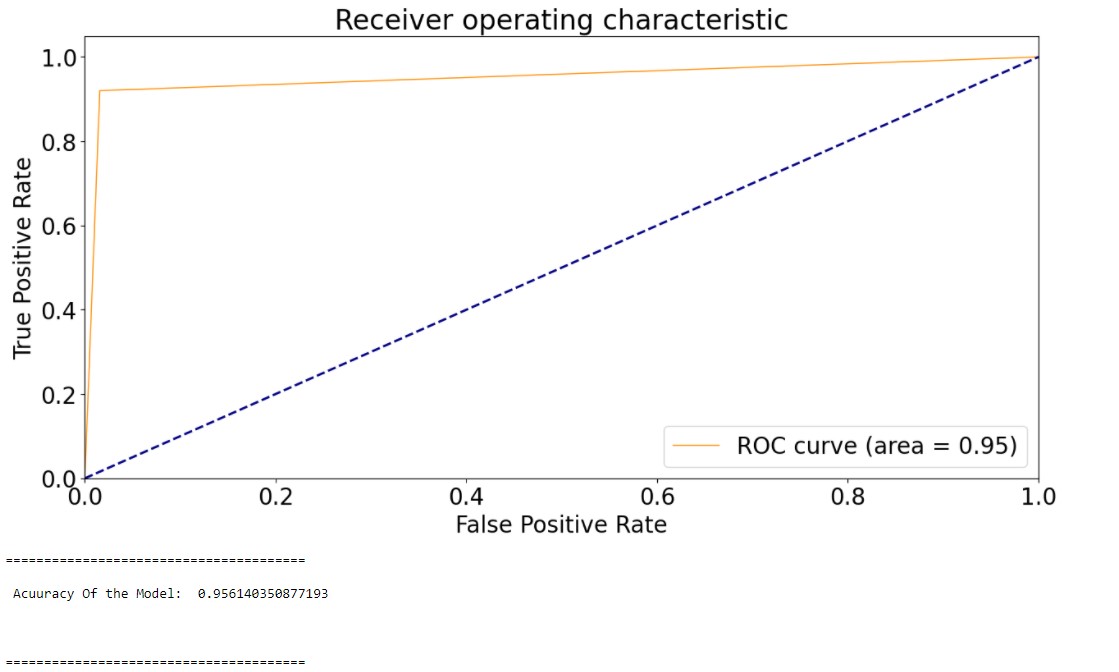 Receiver operating characteristic
1.0
0.8
0.6
0.4
0.2
0.0
True Positive Rate
0.0 0.2 0.4 0.6 0.8 1.0
False Positive Rate
ROC curve (area = 0.95)
=======================================
Acuuracy Of the Model:  0.956140350877193
=======================================